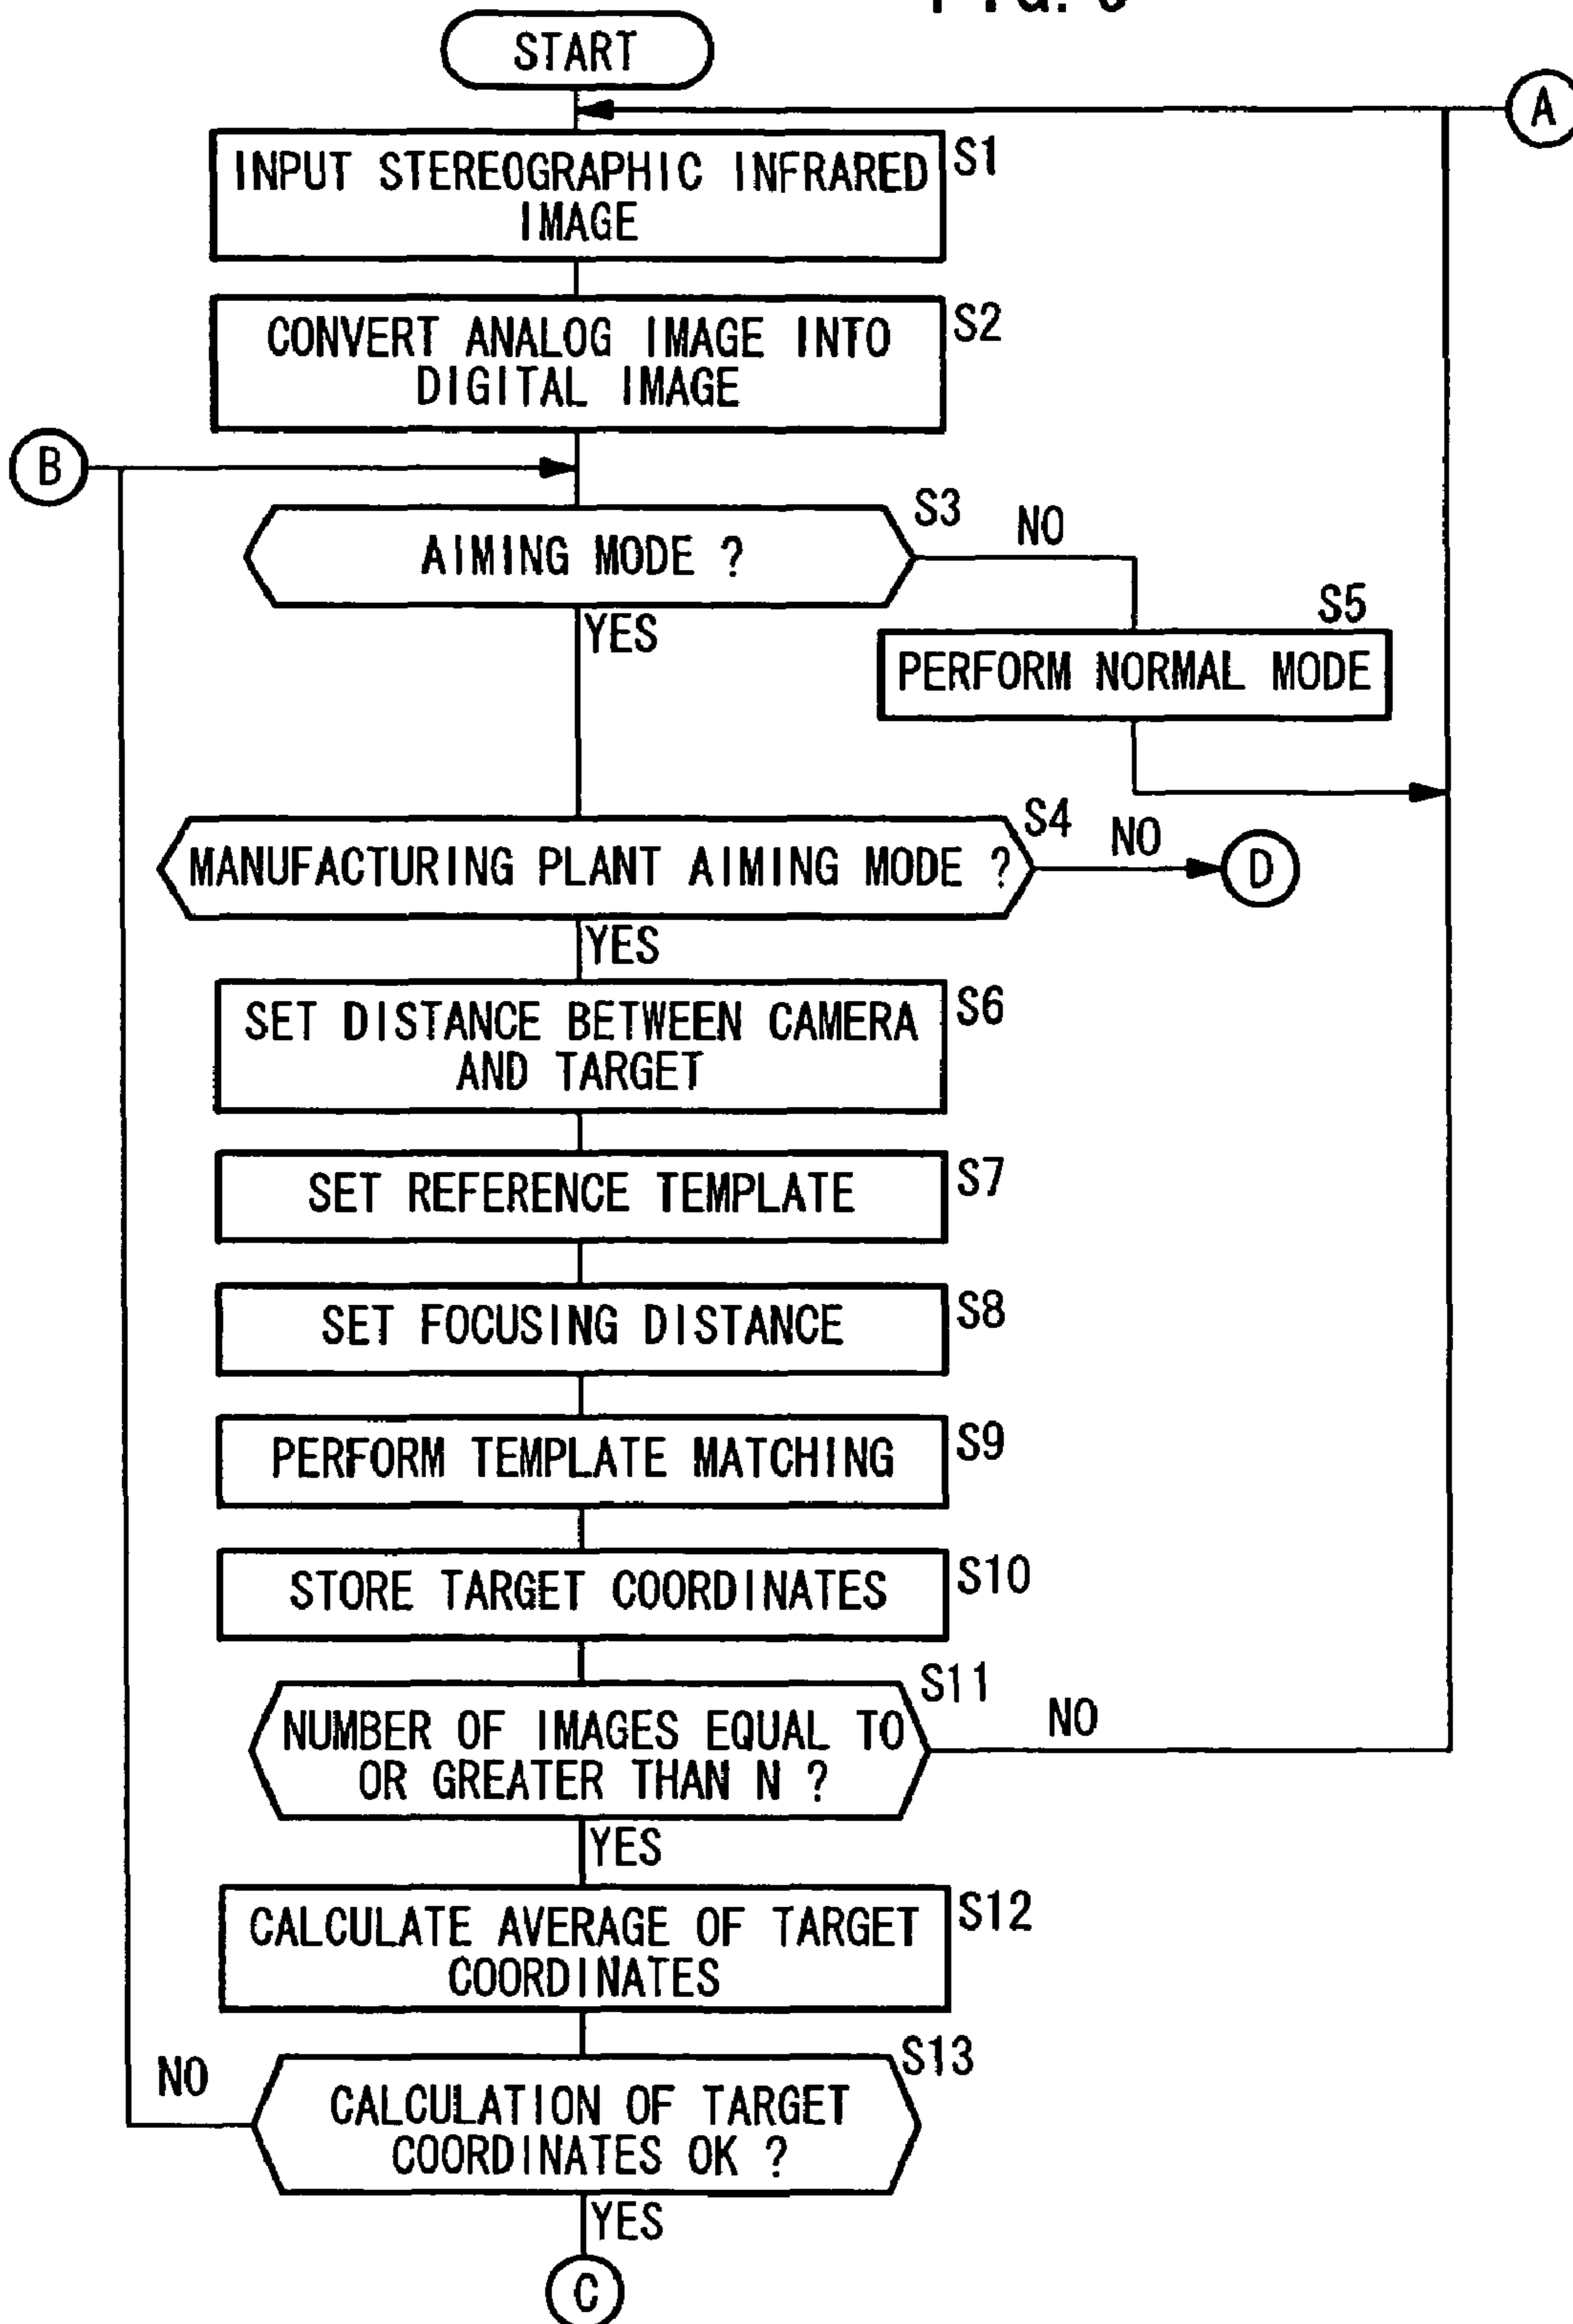 START
A
S1
INPUT STEREOGRAPHIC INFRARED
IMAGE
S2
CONVERT ANALOG IMAGE INTO
DIGITAL IMAGE
B
S3
NO
AIMING MODE ?
YES
S5
PERFORM NORMAL MODE
S4
NO
MANUFACTURING PLANT AIMING MODE ?
D
YES
S6
SET DISTANCE BETWEEN CAMERA
AND TARGET
S7
SET REFERENCE TEMPLATE
S8
SET FOCUSING DISTANCE
S9
PERFORM TEMPLATE MATCHING
S10
STORE TARGET COORDINATES
S11
NO
NUMBER OF IMAGES EQUAL TO
OR GREATER THAN N ?
YES
S12
CALCULATE AVERAGE OF TARGET
COORDINATES
S13
NO
CALCULATION OF TARGET
COORDINATES OK ?
YES
C